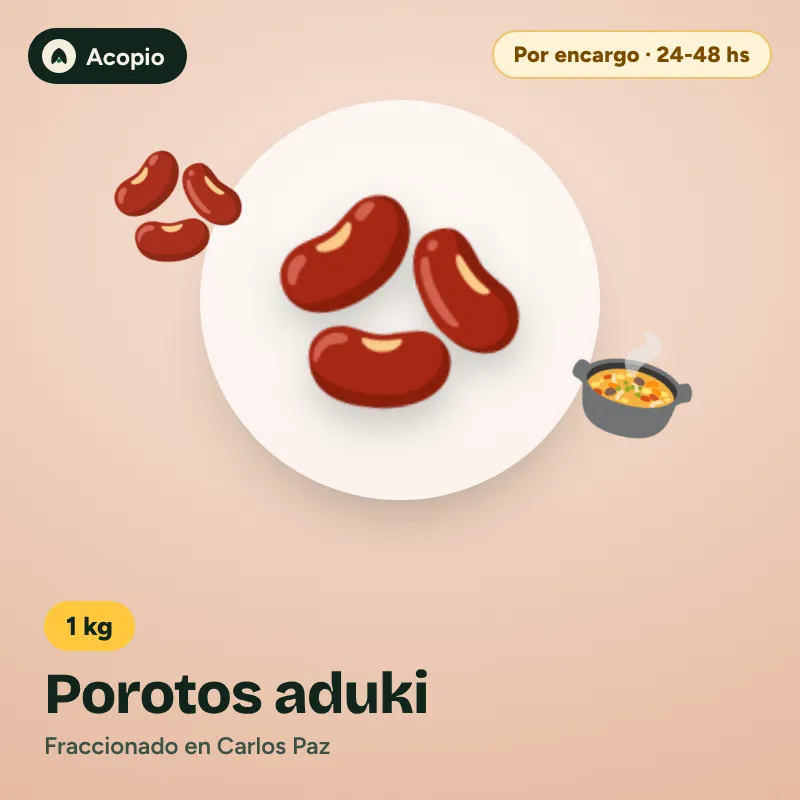 Acopio
Por encargo · 24-48 hs
1 kg
Porotos aduki
Fraccionado en Carlos Paz